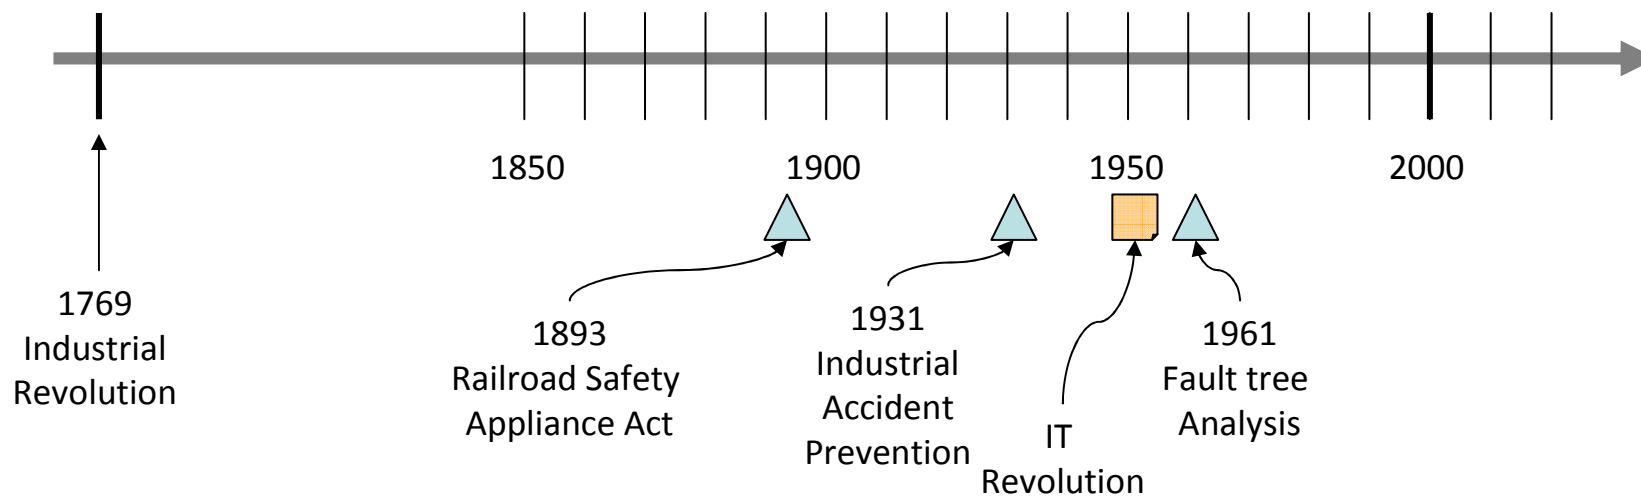 1850
1900
1950
2000
1769
Industrial
Revolution
1893
Railroad Safety
Appliance Act
1931
Industrial
Accident
Prevention
IT
Revolution
1961
Fault tree
Analysis